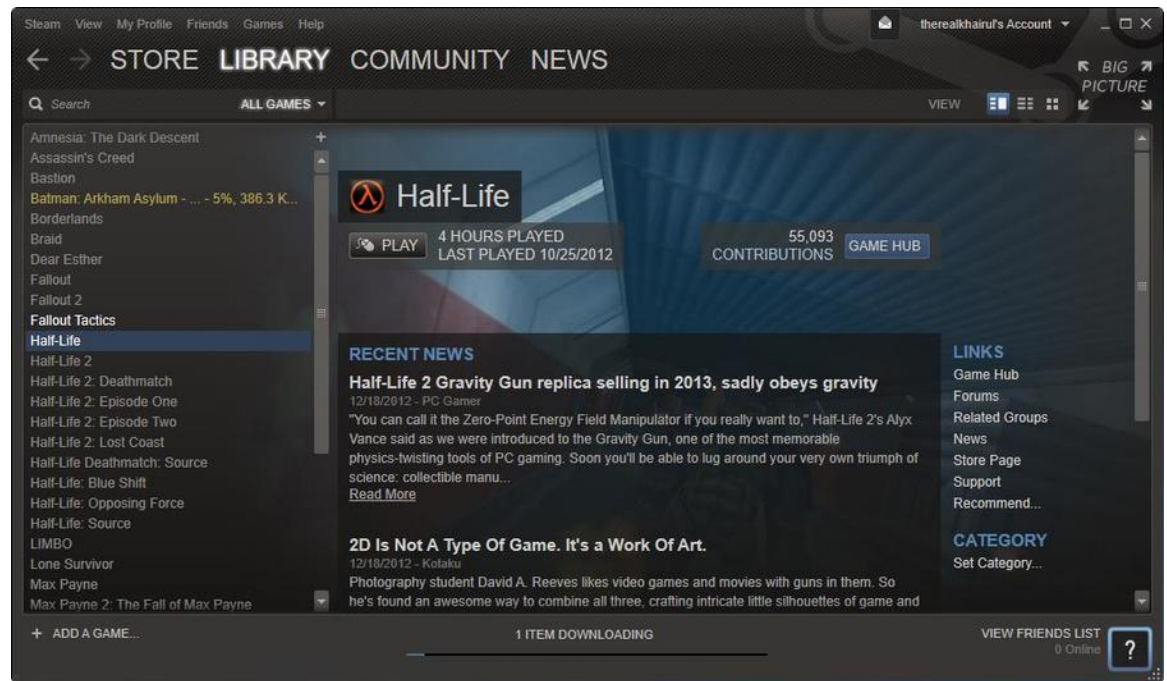 Steam View My Profile Friends Games Help
therealkhairul's Account
STORE LIBRARY COMMUNITY NEWS
BIG
PICTURE
Search ALL GAMES
VIEW
Amnesia: The Dark Descent
Assassin's Creed
Bastion
Batman: Arkham Asylum - ... - 5%, 386.3 K...
Borderlands
Braid
Dear Esther
Fallout
Fallout 2
Fallout Tactics
Half-Life
Half-Life 2
Half-Life 2: Deathmatch
Half-Life 2: Episode One
Half-Life 2: Episode Two
Half-Life 2: Lost Coast
Half-Life Deathmatch: Source
Half-Life: Blue Shift
Half-Life: Opposing Force
Half-Life: Source
LIMBO
Lone Survivor
Max Payne
Max Payne 2: The Fall of Max Payne
+ ADD A GAME...
Half-Life
PLAY
4 HOURS PLAYED
LAST PLAYED 10/25/2012
55,093
CONTRIBUTIONS
GAME HUB
RECENT NEWS
Half-Life 2 Gravity Gun replica selling in 2013, sadly obeys gravity
12/18/2012 - PC Gamer
"You can call it the Zero-Point Energy Field Manipulator if you really want to," Half-Life 2's Alyx
Vance said as we were introduced to the Gravity Gun, one of the most memorable
physics-twisting tools of PC gaming. Soon you'll be able to lug around your very own triumph of
science: collectible manu...
Read More
2D Is Not A Type Of Game. It's a Work Of Art.
12/18/2012 - Kotaku
Photography student David A. Reeves likes video games and movies with guns in them. So
he's found an awesome way to combine all three, crafting intricate little silhouettes of game and
LINKS
Game Hub
Forums
Related Groups
News
Store Page
Support
Recommend...
CATEGORY
Set Category...
1 ITEM DOWNLOADING
VIEW FRIENDS LIST
0 Online
?